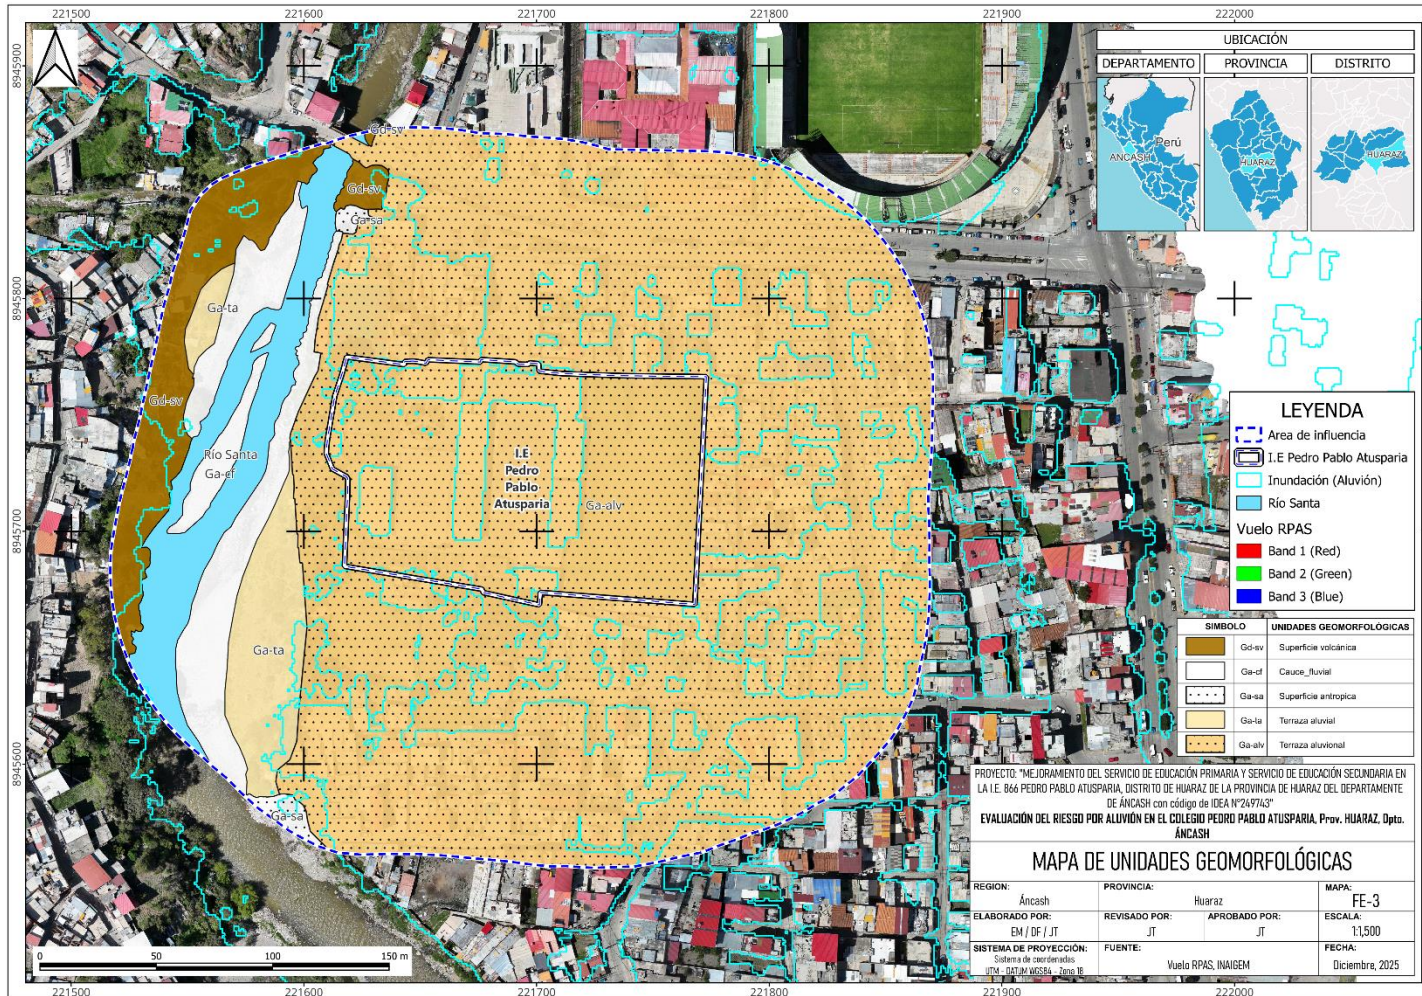 221500 221600 221700 221800 221900 222000
8945900
8945800
8945700
8945600
UBICACIÓN
DEPARTAMENTO PROVINCIA DISTRITO
Perú
ÁNCASH
HUARAZ
HUARAZ
Gd-sv
Gd-sv
Ga-sa
Ga-ta
Gd-sv
Río Santa
Ga-cf
I.E
Pedro
Pablo
Atusparia
Ga-alv
Ga-ta
Ga-sa
LEYENDA
Area de influencia
I.E Pedro Pablo Atusparia
Inundación (Aluvión)
Río Santa
Vuelo RPAS
Band 1 (Red)
Band 2 (Green)
Band 3 (Blue)
SIMBOLO UNIDADES GEOMORFOLÓGICAS
Gd-sv Superficie volcánica
Ga-cf Cauce_fluvial
Ga-sa Superficie antropica
Ga-ta Terraza aluvial
Ga-alv Terraza aluvional
PROYECTO: "MEJORAMIENTO DEL SERVICIO DE EDUCACIÓN PRIMARIA Y SERVICIO DE EDUCACIÓN SECUNDARIA EN
LA I.E. 866 PEDRO PABLO ATUSPARIA, DISTRITO DE HUARAZ DE LA PROVINCIA DE HUARAZ DEL DEPARTAMENTE
DE ÁNCASH con código de IDEA N°249743"
EVALUACIÓN DEL RIESGO POR ALUVIÓN EN EL COLEGIO PEDRO PABLO ATUSPARIA, Prov. HUARAZ, Dpto.
ÁNCASH
MAPA DE UNIDADES GEOMORFOLÓGICAS
REGION: PROVINCIA: MAPA:
Áncash Huaraz FE-3
ELABORADO POR: REVISADO POR: APROBADO POR: ESCALA:
EM / DF / JT JT JT 1:1,500
SISTEMA DE PROYECCIÓN: FUENTE: FECHA:
Sistema de coordenadas
UTM - DATUM WGS84 - Zona 18 Vuelo RPAS, INAIGEM Diciembre, 2025
0 50 100 150 m
221500 221600 221700 221800 221900 222000